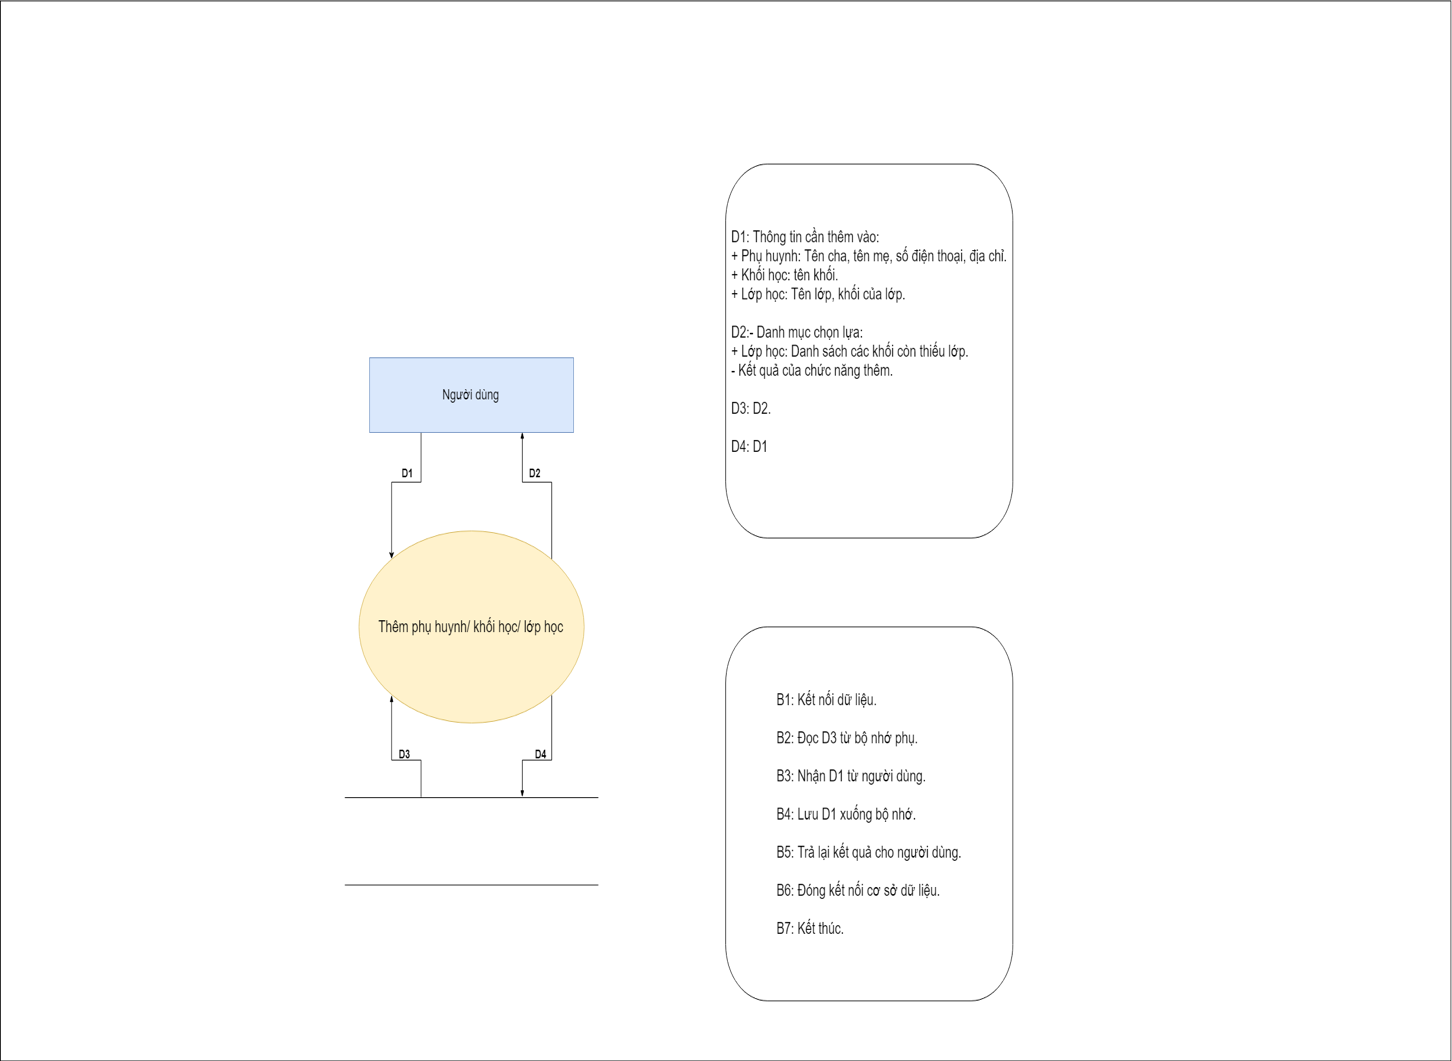 Người dùng
D1
D2
Thêm phụ huynh/ khối học/ lớp học
D3
D4
D1: Thông tin cần thêm vào:
+ Phụ huynh: Tên cha, tên mẹ, số điện thoại, địa chỉ.
+ Khối học: tên khối.
+ Lớp học: Tên lớp, khối của lớp.
D2:- Danh mục chọn lựa:
+ Lớp học: Danh sách các khối còn thiếu lớp.
- Kết quả của chức năng thêm.
D3: D2.
D4: D1
B1: Kết nối dữ liệu.
B2: Đọc D3 từ bộ nhớ phụ.
B3: Nhận D1 từ người dùng.
B4: Lưu D1 xuống bộ nhớ.
B5: Trả lại kết quả cho người dùng.
B6: Đóng kết nối cơ sở dữ liệu.
B7: Kết thúc.